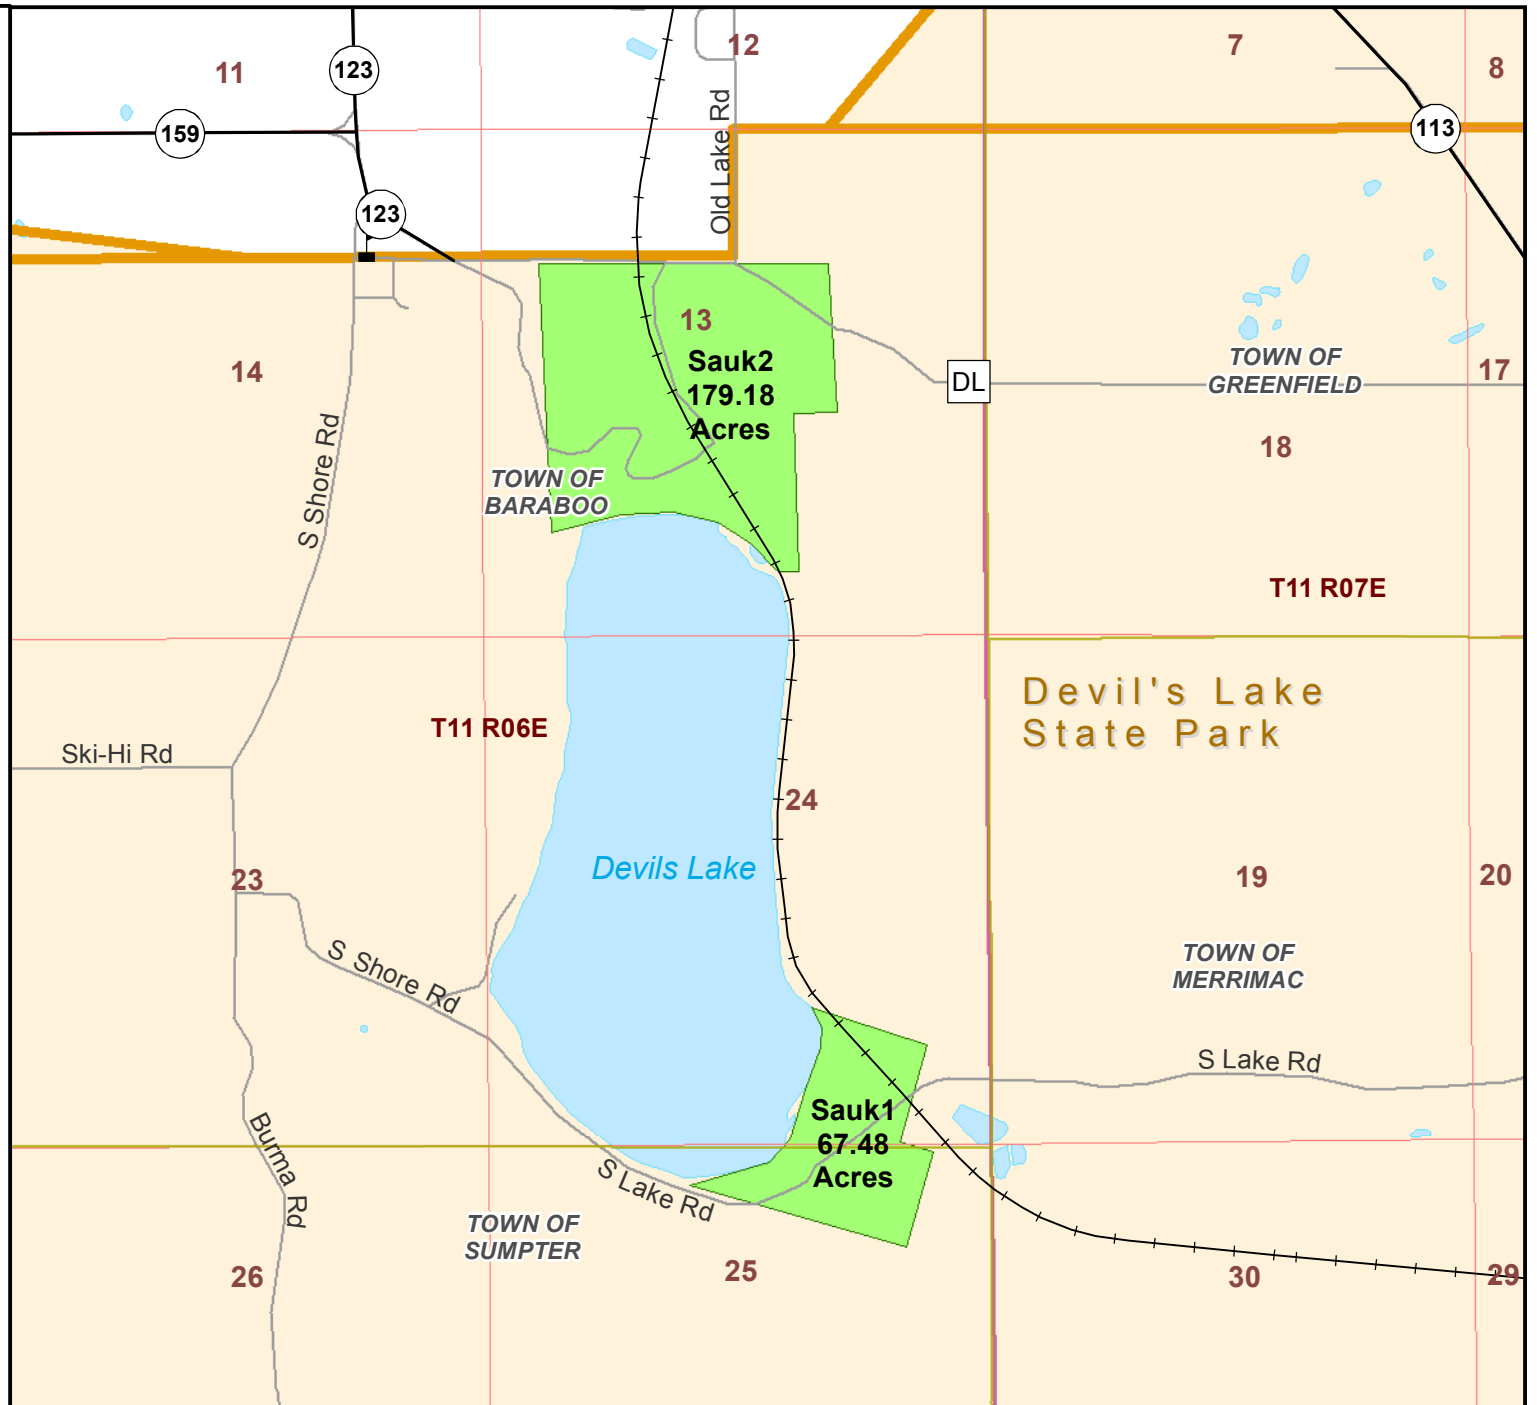 12
7
11
123
8
Old Lake Rd
159
113
123
13
TOWN OF
GREENFIELD
17
14
Sauk2
179.18
Acres
DL
S Shore Rd
18
TOWN OF
BARABOO
T11 R07E
Devil's Lake
State Park
T11 R06E
Ski-Hi Rd
24
Devils Lake
23
19
20
S Shore Rd
TOWN OF
MERRIMAC
S Lake Rd
Sauk1
67.48
Acres
Burma Rd
S Lake Rd
TOWN OF
SUMPTER
26
25
30
29